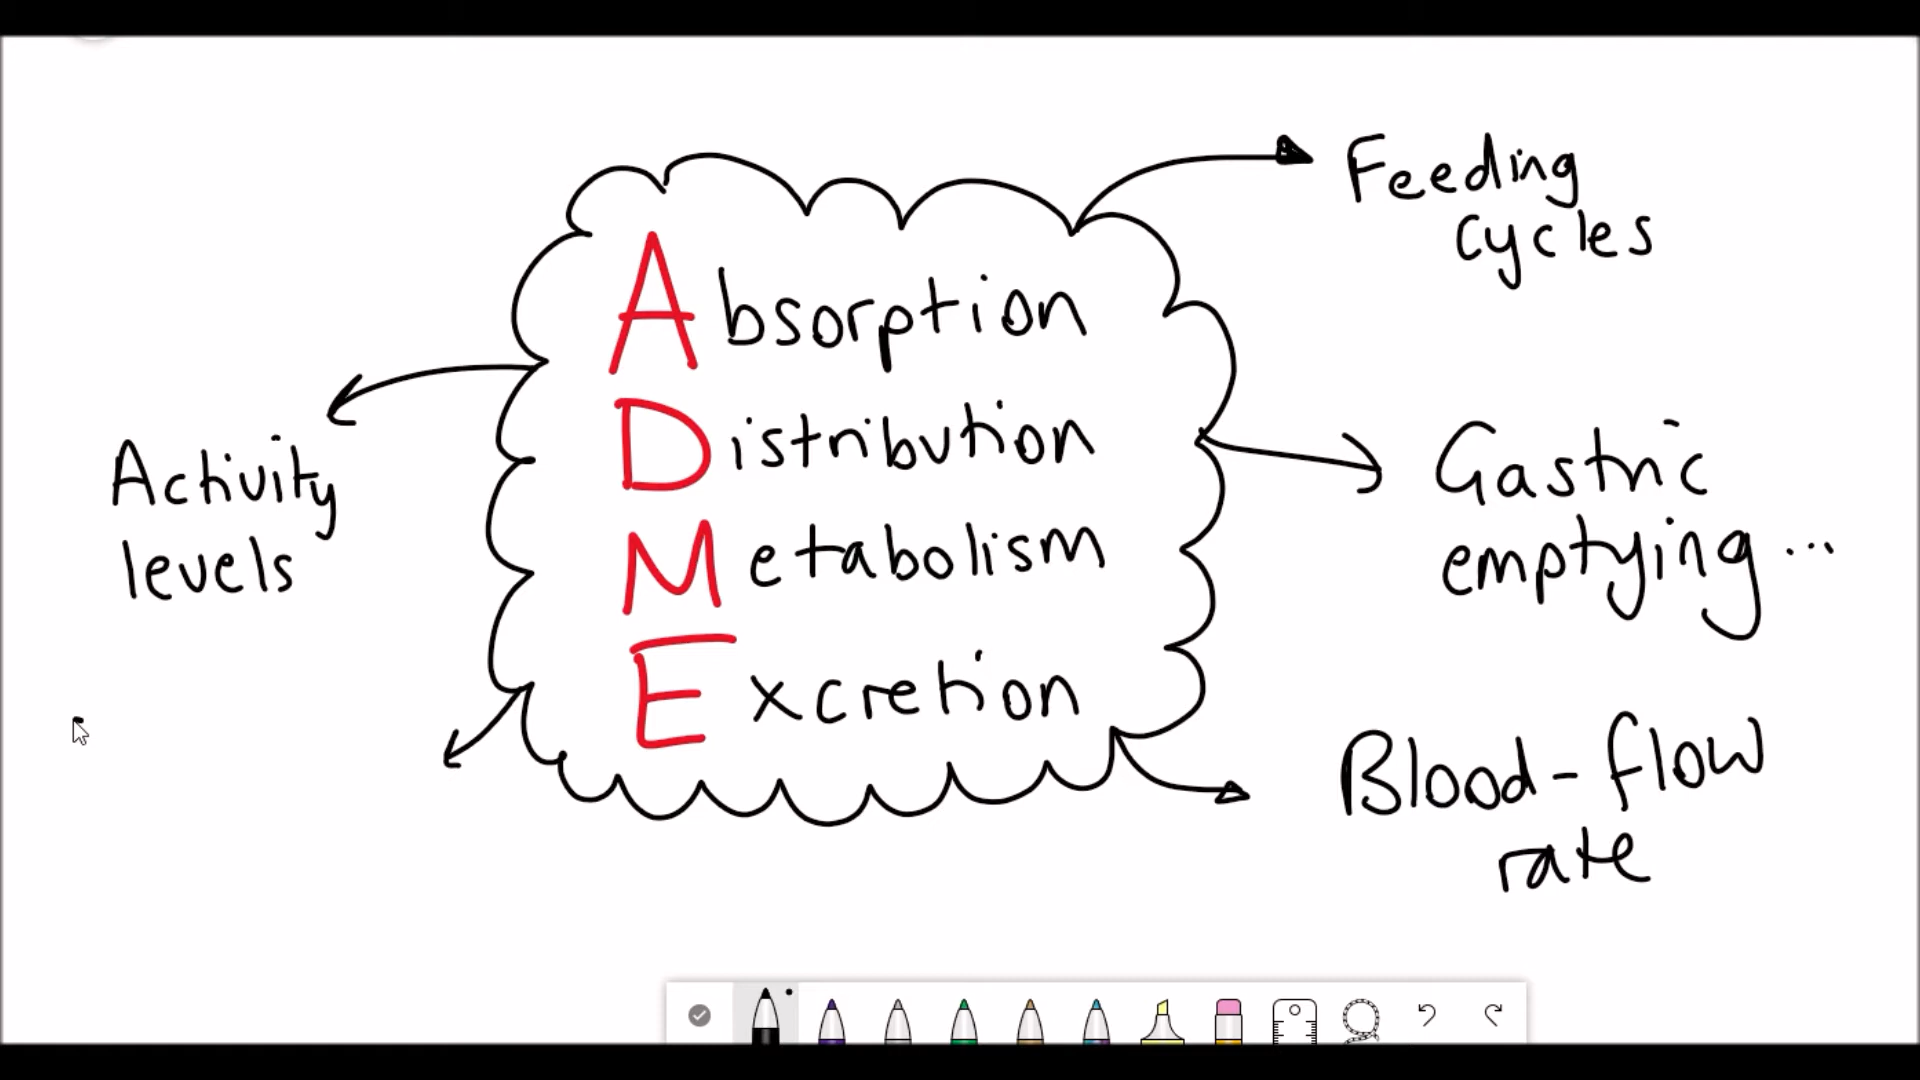 Feeding
cycles
Absorption
Distribution
Metabolism
Excretion
Activity
levels
Gastric
emptying...
Blood-flow
rate